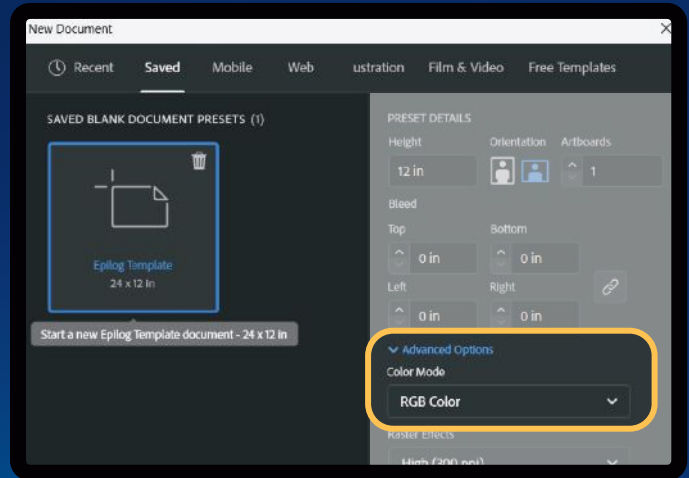 New Document
Recent Saved Mobile Web ustration Film & Video Free Templates
SAVED BLANK DOCUMENT PRESETS (1)
Epilog Template
24 x 12 in
Start a new Epilog Template document - 24 x 12 in
PRESET DETAILS
Height Orientation Artboards
12 in 1
Bleed
Top Bottom
0 in 0 in
Left Right
0 in 0 in
Advanced Options
Color Mode
RGB Color
Raster Effects
High (300 ppi)